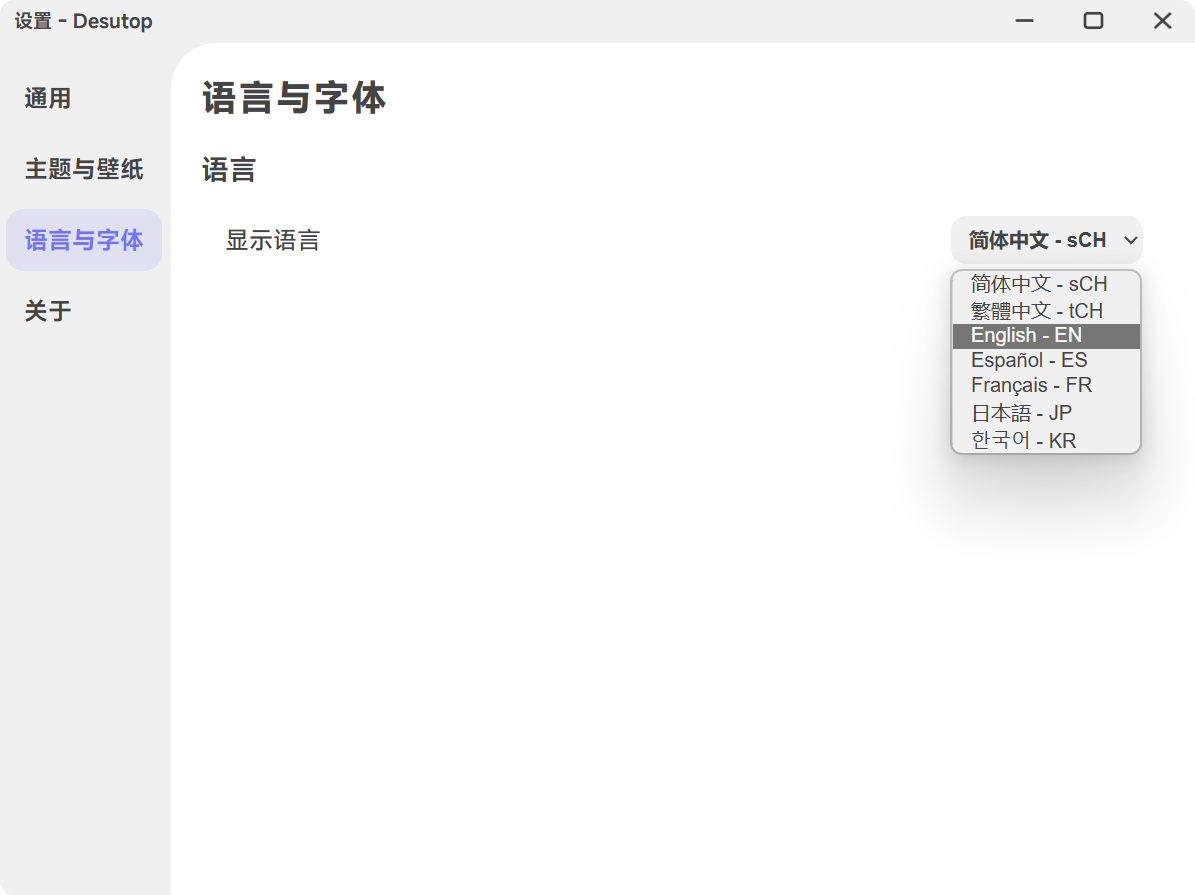 设置 - Desutop
通用
主题与壁纸
语言与字体
关于
语言与字体
语言
显示语言
简体中文 - sCH
简体中文 - sCH
繁體中文 - tCH
English - EN
Español - ES
Français - FR
日本語 - JP
한국어 - KR